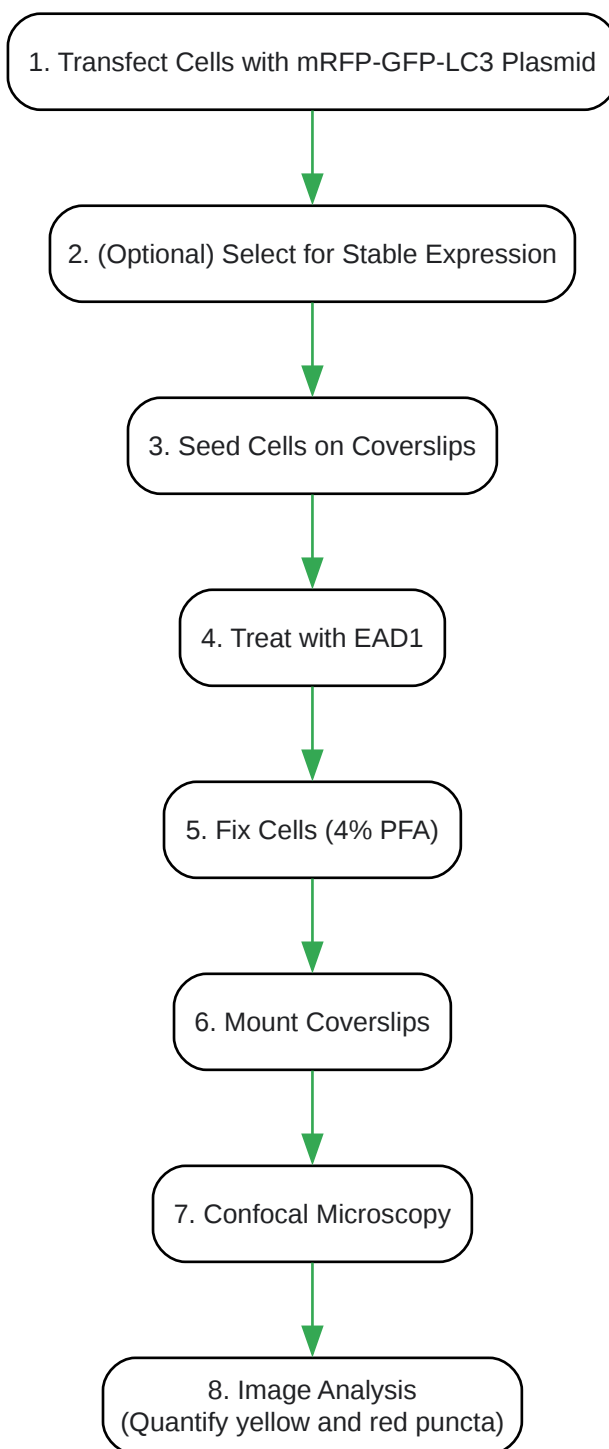 1. Transfect Cells with mRFP-GFP-LC3 Plasmid
2. (Optional) Select for Stable Expression
3. Seed Cells on Coverslips
4. Treat with EAD1
5. Fix Cells (4% PFA)
6. Mount Coverslips
7. Confocal Microscopy
8. Image Analysis
(Quantify yellow and red puncta)